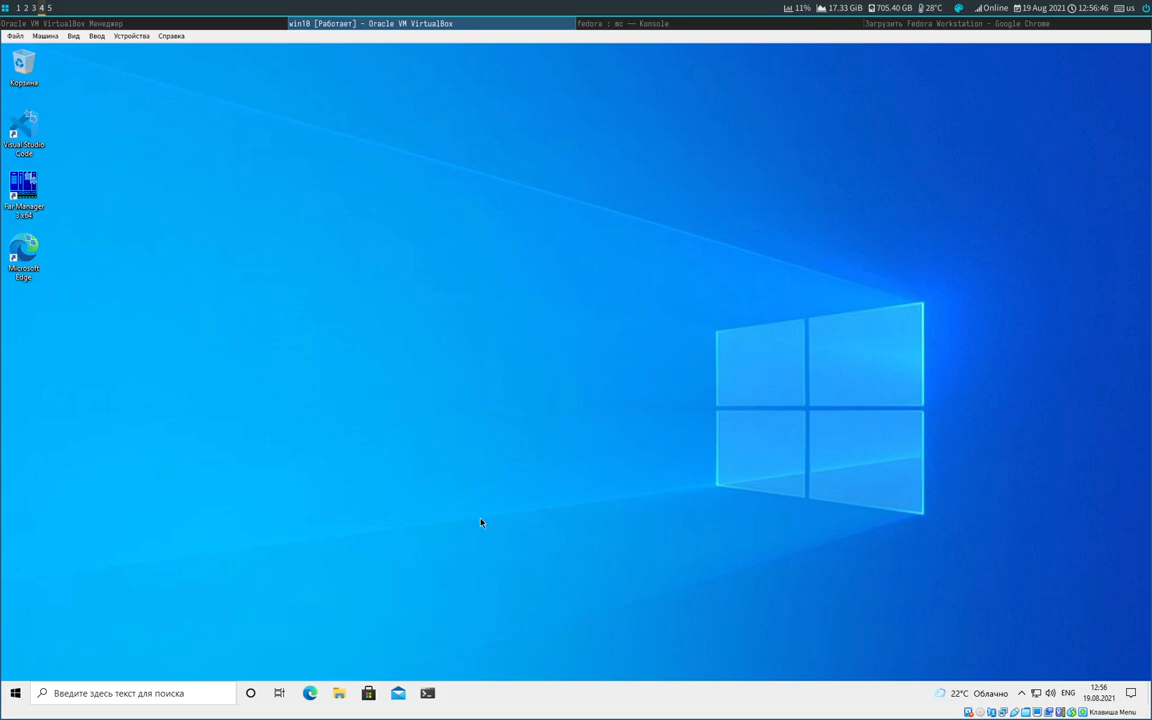 1 2 3 4 5
11% 17.33 GiB 705.40 GB 28°C Online 19 Aug 2021 12:56:46 us
Oracle VM VirtualBox Менеджер
win10 [Работает] - Oracle VM VirtualBox
fedora : mc — Konsole
Загрузить Fedora Workstation - Google Chrome
Файл Машина Вид Ввод Устройства Справка
Корзина
Visual Studio
Code
Far Manager
3 x64
Microsoft
Edge
Введите здесь текст для поиска
22°C Облачно
ENG
12:56
19.08.2021
Клавиша Menu